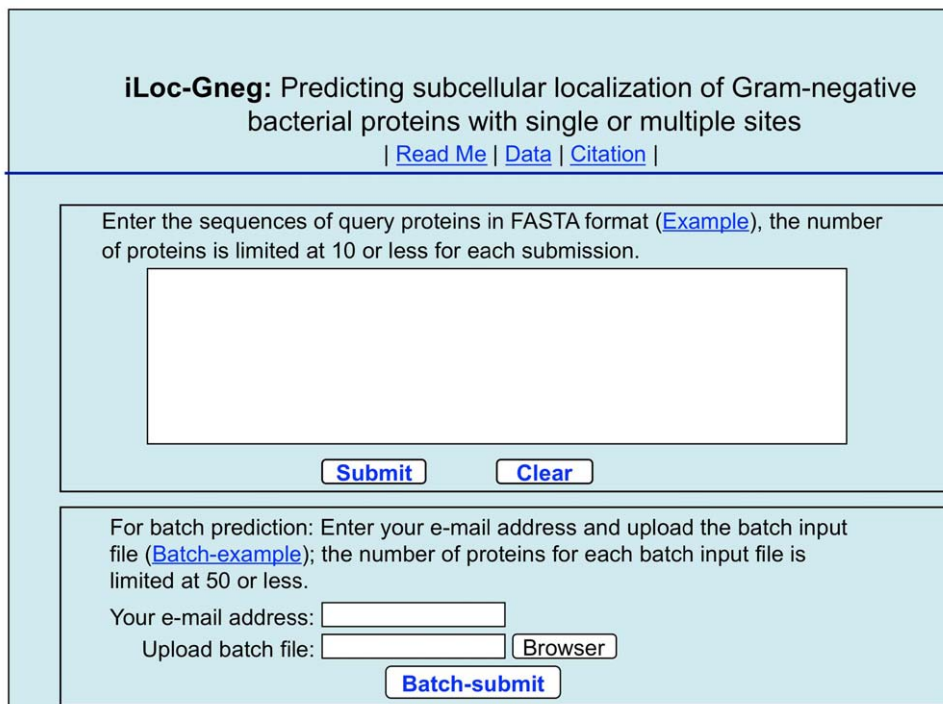 iLoc-Gneg: Predicting subcellular localization of Gram-negative
bacterial proteins with single or multiple sites
| Read Me | Data | Citation |
Enter the sequences of query proteins in FASTA format (Example), the number
of proteins is limited at 10 or less for each submission.
Submit Clear
For batch prediction: Enter your e-mail address and upload the batch input
file (Batch-example); the number of proteins for each batch input file is
limited at 50 or less.
Your e-mail address:
Upload batch file: Browser
Batch-submit